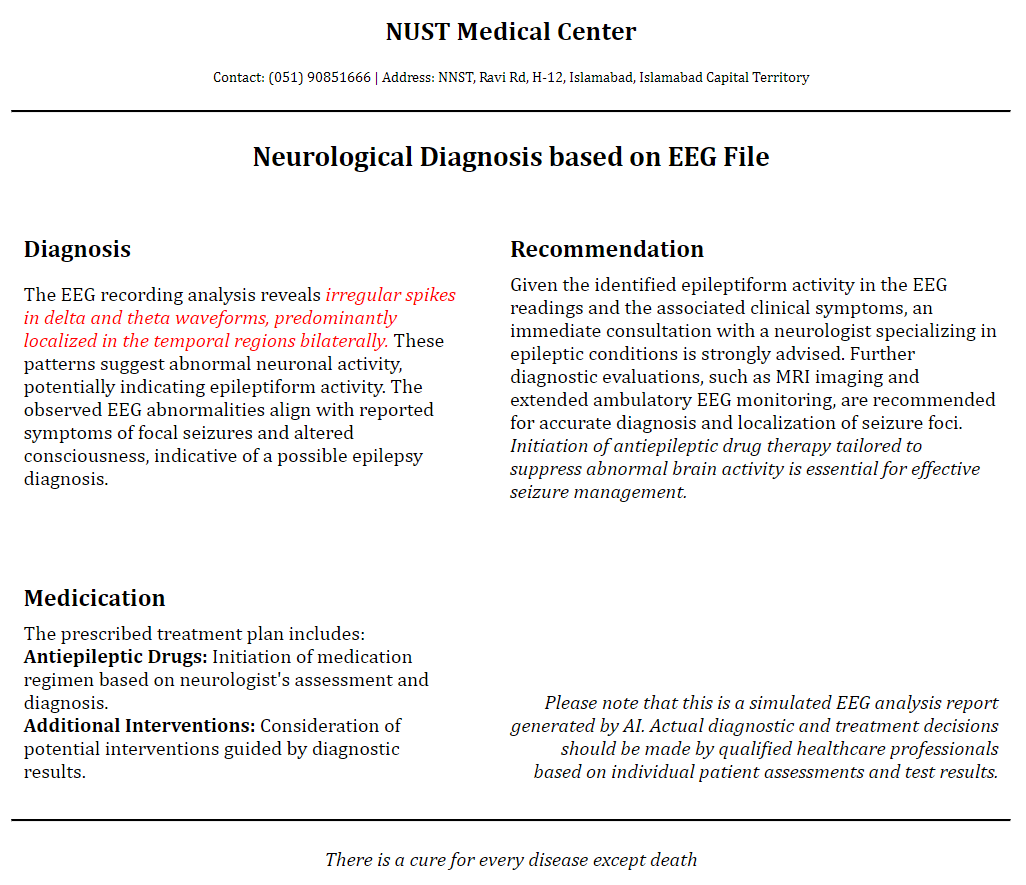 NUST Medical Center
Contact: (051) 90851666 | Address: NNST, Ravi Rd, H-12, Islamabad, Islamabad Capital Territory
Neurological Diagnosis based on EEG File
Diagnosis
The EEG recording analysis reveals irregular spikes
in delta and theta waveforms, predominantly
localized in the temporal regions bilaterally. These
patterns suggest abnormal neuronal activity,
potentially indicating epileptiform activity. The
observed EEG abnormalities align with reported
symptoms of focal seizures and altered
consciousness, indicative of a possible epilepsy
diagnosis.
Recommendation
Given the identified epileptiform activity in the EEG
readings and the associated clinical symptoms, an
immediate consultation with a neurologist specializing in
epileptic conditions is strongly advised. Further
diagnostic evaluations, such as MRI imaging and
extended ambulatory EEG monitoring, are recommended
for accurate diagnosis and localization of seizure foci.
Initiation of antiepileptic drug therapy tailored to
suppress abnormal brain activity is essential for effective
seizure management.
Medicication
The prescribed treatment plan includes:
Antiepileptic Drugs: Initiation of medication
regimen based on neurologist's assessment and
diagnosis.
Additional Interventions: Consideration of
potential interventions guided by diagnostic
results.
Please note that this is a simulated EEG analysis report
generated by AI. Actual diagnostic and treatment decisions
should be made by qualified healthcare professionals
based on individual patient assessments and test results.
There is a cure for every disease except death